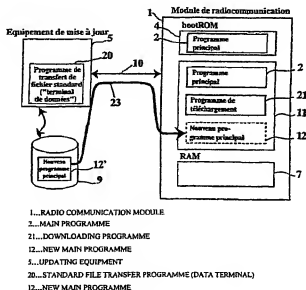 Module de radiocommunication
1
bootROM
Equipement de mise à jour
4
2
Programme principal
5
20
10
Programme de transfert de fichier standard ("terminal de données")
Programme principal
2
21
23
Programme de téléchargement
11
Nouveau programme principal
12
Nouveau programme principal
12'
9
RAM
7
1...RADIO COMMUNICATION MODULE
2...MAIN PROGRAMME
21...DOWNLOADING PROGRAMME
12...NEW MAIN PROGRAMME
5...UPDATING EQUIPMENT
20...STANDARD FILE TRANSFER PROGRAMME (DATA TERMINAL)
12...NEW MAIN PROGRAMME